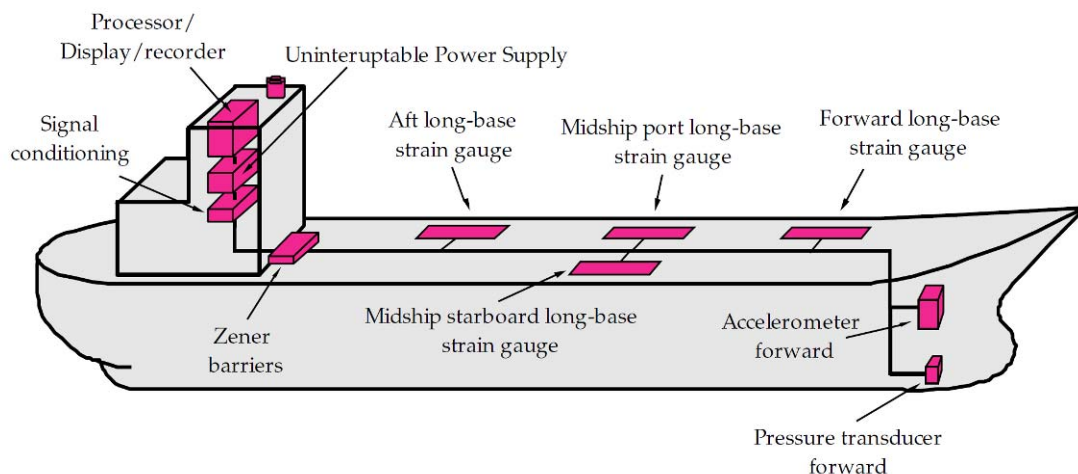 Processor/
Display/recorder
Uninteruptable Power Supply
Signal
conditioning
Aft long-base
strain gauge
Midship port long-base
strain gauge
Forward long-base
strain gauge
Zener
barriers
Midship starboard long-base
strain gauge
Accelerometer
forward
Pressure transducer
forward